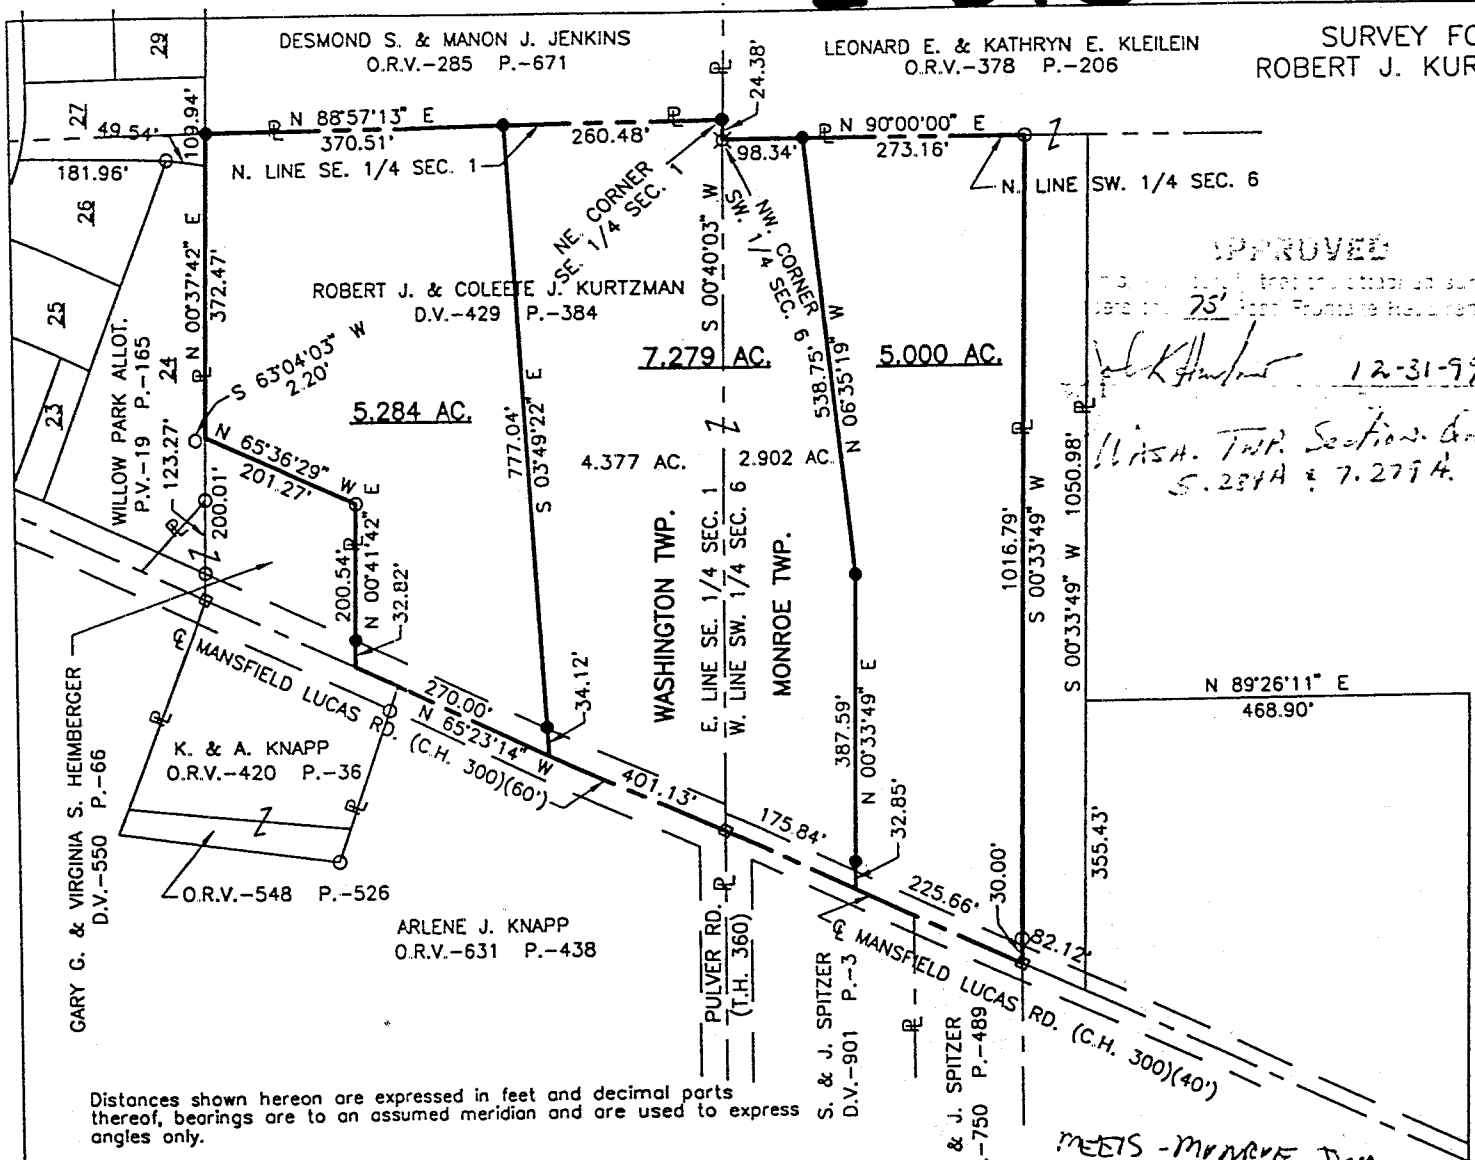 SURVEY FO
ROBERT J. KUR
DESMOND S. & MANON J. JENKINS
O.R.V.-285 P.-671
LEONARD E. & KATHRYN E. KLEILEIN
O.R.V.-378 P.-206
29
27
49.54'
109.94'
181.96'
26
25
24
23
N 88°57'13" E
370.51'
260.48'
N. LINE SE. 1/4 SEC. 1
24.38'
98.34'
N 90°00'00" E
273.16'
N. LINE SW. 1/4 SEC. 6
NE. CORNER
SE. 1/4 SEC. 1
NW. CORNER
SW. 1/4 SEC. 6
N 00°37'42" E
372.47'
ROBERT J. & COLEETE J. KURTZMAN
D.V.-429 P.-384
S 00°40'03" W
APPROVED
75'
12-31-99
WASH. TWP. Section
5.284A & 7.279A.
WILLOW PARK ALLOT.
P.V.-19 P.-165
S 63°04'03" W
2.20'
5.284 AC.
7.279 AC.
5.000 AC.
4.377 AC.
2.902 AC.
538.75'
N 06°35'19" W
777.04'
S 03°49'22" E
N 65°36'29" W
201.27'
123.27'
200.01'
200.54'
N 00°41'42" E
32.82'
WASHINGTON TWP.
E. LINE SE. 1/4 SEC. 1
W. LINE SW. 1/4 SEC. 6
MONROE TWP.
1016.79'
S 00°33'49" W
S 00°33'49" W 1050.98'
N 89°26'11" E
468.90'
355.43'
387.59'
N 00°33'49" E
32.85'
34.12'
270.00'
N 65°23'14" W
401.13'
175.84'
225.66'
30.00'
82.12'
℄ MANSFIELD LUCAS RD. (C.H. 300)(60')
℄ MANSFIELD LUCAS RD. (C.H. 300)(40')
GARY G. & VIRGINIA S. HEIMBERGER
D.V.-550 P.-66
K. & A. KNAPP
O.R.V.-420 P.-36
O.R.V.-548 P.-526
ARLENE J. KNAPP
O.R.V.-631 P.-438
PULVER RD.
(T.H. 360)
S. & J. SPITZER
D.V.-901 P.-3
& J. SPITZER
-750 P.-489
Distances shown hereon are expressed in feet and decimal parts
thereof, bearings are to an assumed meridian and are used to express
angles only.
MEETS - MONROE